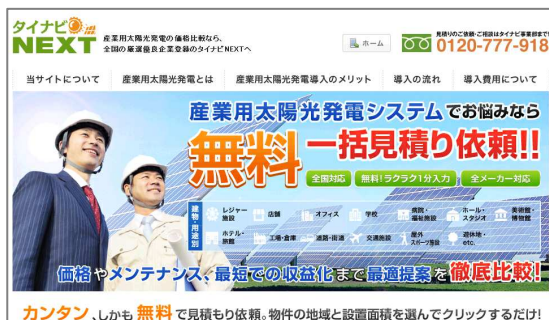 タイナビ
NEXT
産業用太陽光発電の価格比較なら、
全国の厳選優良企業登録のタイナビNEXTへ
ホーム
見積りのご依頼・ご相談はタイナビ事業部まで!
0120-777-918
当サイトについて 産業用太陽光発電とは 産業用太陽光発電導入のメリット 導入の流れ 導入費用について
産業用太陽光発電システムでお悩みなら
無料一括見積り依頼!!
全国対応 無料!ラクラク1分入力 全メーカー対応
建物・用途別
レジャー施設 店舗 オフィス 学校 病院・福祉施設 ホール・スタジオ 美術館・博物館
ホテル・旅館 工場・倉庫 道路・街道 交通施設 屋外スポーツ施設 遊休地・etc.
価格やメンテナンス、最短での収益化まで最適提案を徹底比較!
カンタン、しかも無料で見積もり依頼。物件の地域と設置面積を選んでクリックするだけ!